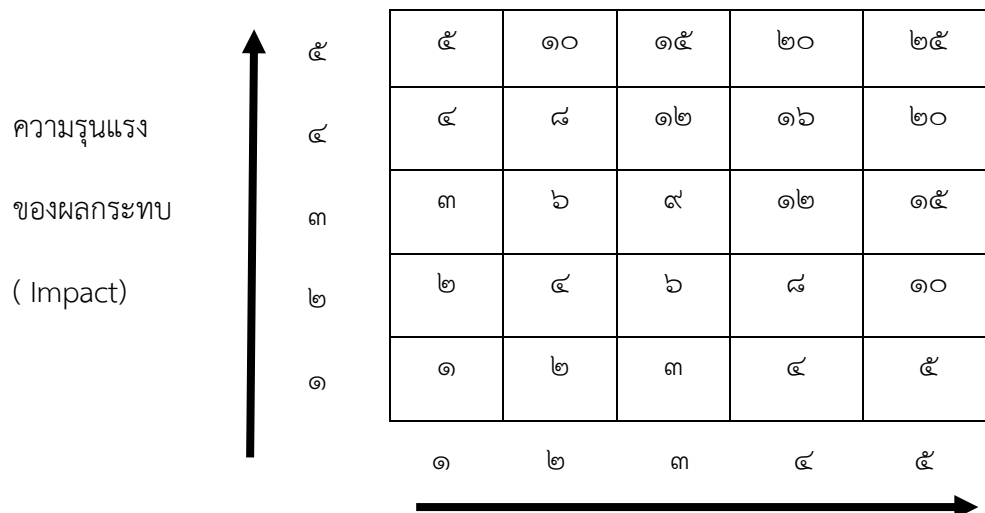 ๕ ๕ ๑๐ ๑๕ ๒๐ ๒๕
ความรุนแรง ๔ ๔ ๘ ๑๒ ๑๖ ๒๐
ของผลกระทบ ๓ ๓ ๖ ๙ ๑๒ ๑๕
( Impact) ๒ ๒ ๔ ๖ ๘ ๑๐
๑ ๑ ๒ ๓ ๔ ๕
๑ ๒ ๓ ๔ ๕